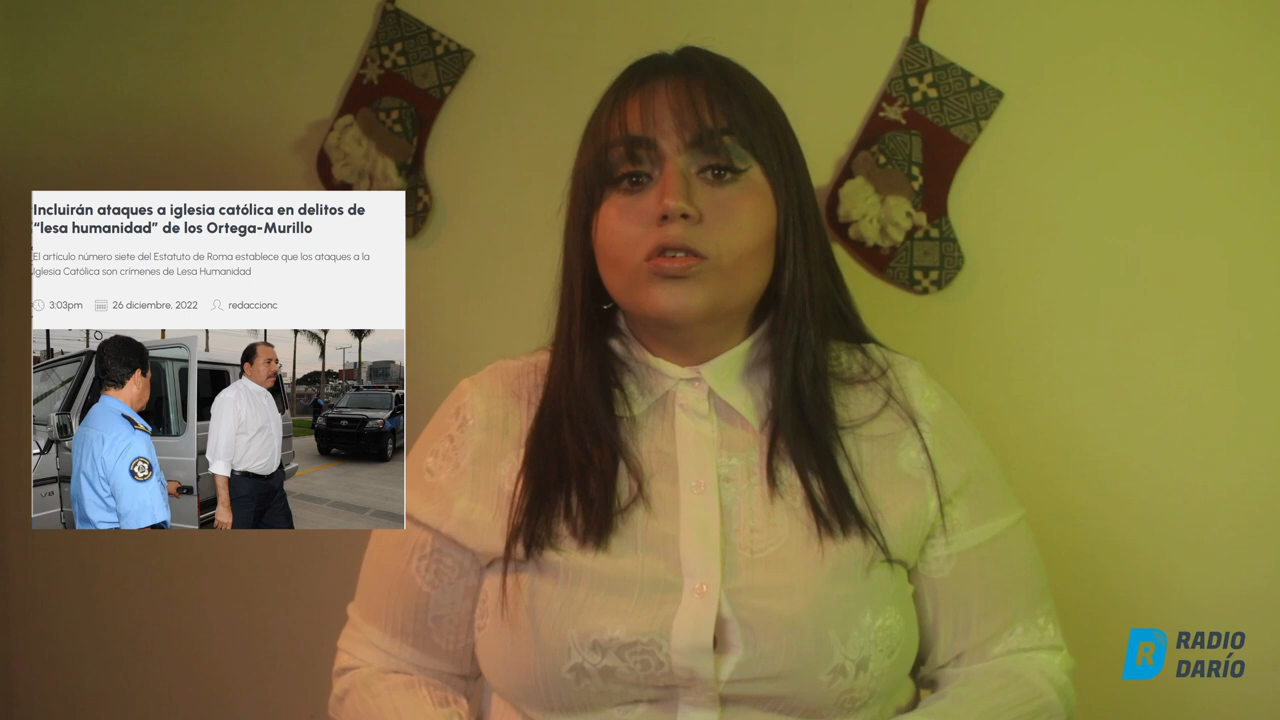 Incluirán ataques a iglesia católica en delitos de
“lesa humanidad” de los Ortega-Murillo
El artículo número siete del Estatuto de Roma establece que los ataques a la
Iglesia Católica son crímenes de Lesa Humanidad
3:03pm 26 diciembre, 2022 redaccionc
RADIO
DARÍO